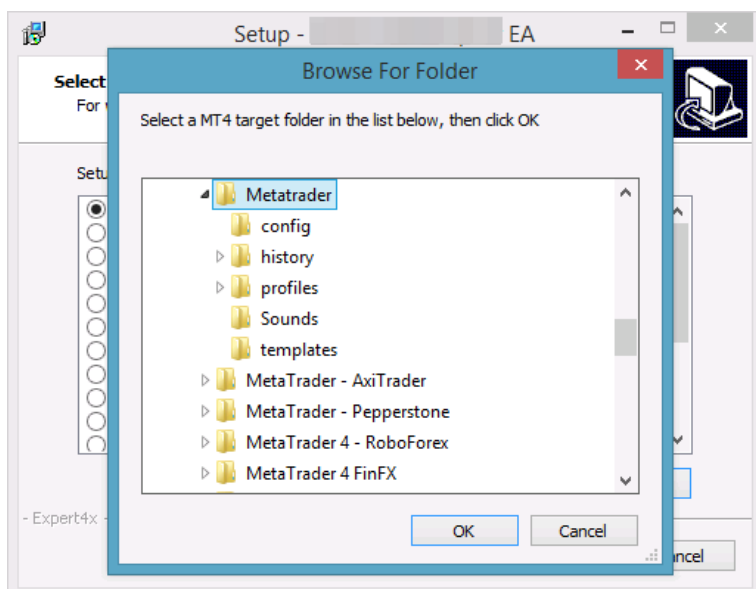 Setup - EA
Browse For Folder
Select
For
Select a MT4 target folder in the list below, then click OK
Setu
Metatrader
config
history
profiles
Sounds
templates
MetaTrader - AxiTrader
MetaTrader - Pepperstone
MetaTrader 4 - RoboForex
MetaTrader 4 FinFX
- Expert4x -
OK
Cancel
ncel